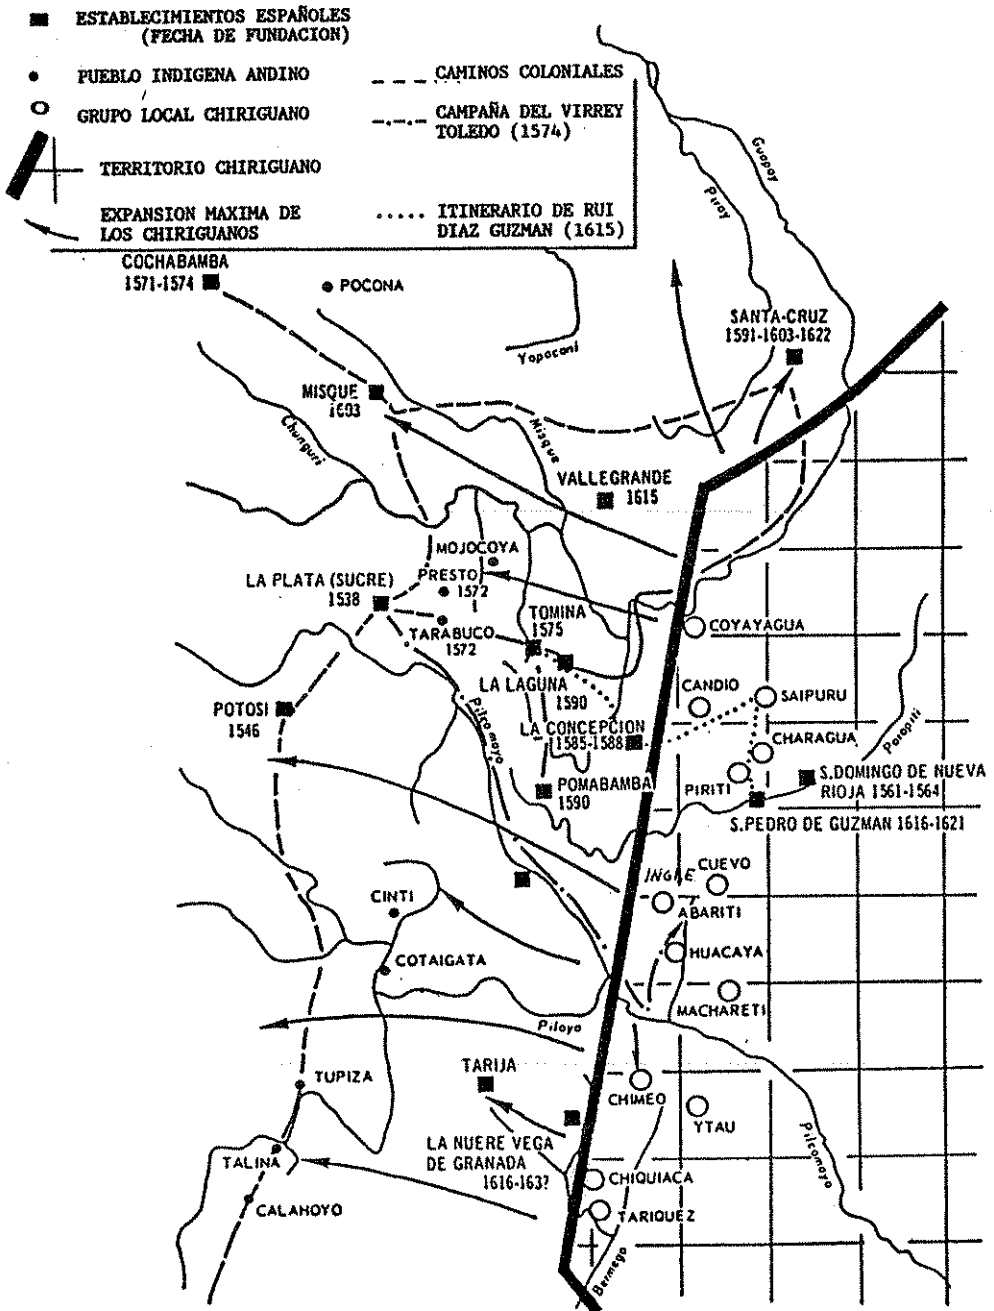 ESTABLECIMIENTOS ESPAÑOLES
(FECHA DE FUNDACION)
PUEBLO INDIGENA ANDINO
GRUPO LOCAL CHIRIGUANO
TERRITORIO CHIRIGUANO
EXPANSION MAXIMA DE
LOS CHIRIGUANOS
CAMINOS COLONIALES
CAMPAÑA DEL VIRREY
TOLEDO (1574)
ITINERARIO DE RUI
DIAZ GUZMAN (1615)
Guapay
Piray
COCHABAMBA
1571-1574
POCONA
Yapacani
SANTA-CRUZ
1591-1603-1622
MISQUE
1603
Chunguri
Misque
VALLEGRANDE
1615
MOJOCOYA
PRESTO
1572
LA PLATA (SUCRE)
1538
TARABUCO
1572
TOMINA
1575
COYAYAGUA
LA LAGUNA
1590
CANDIO
SAIPURU
POTOSI
1546
Pilcomayo
LA CONCEPCION
1585-1588
CHARAGUA
Parapiti
PIRITI
S.DOMINGO DE NUEVA
RIOJA 1561-1564
POMABAMBA
1590
S.PEDRO DE GUZMAN 1616-1621
INGRE
CUEVO
ABARITI
CINTI
HUACAYA
COTAIGATA
MACHARETI
Pilaya
TUPIZA
TARIJA
CHIMEO
YTAU
Pilcomayo
LA NUERE VEGA
DE GRANADA
1616-163?
TALINA
CHIQUIACA
CALAHOYO
TARIQUEZ
Bermego